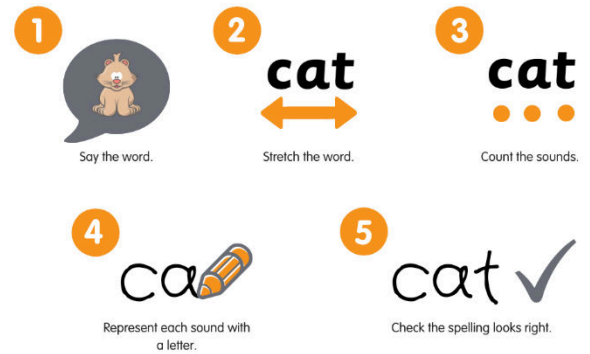 1
2
3
cat
cat
Say the word.
Stretch the word.
Count the sounds.
4
5
ca
cat
Represent each sound with
a letter.
Check the spelling looks right.